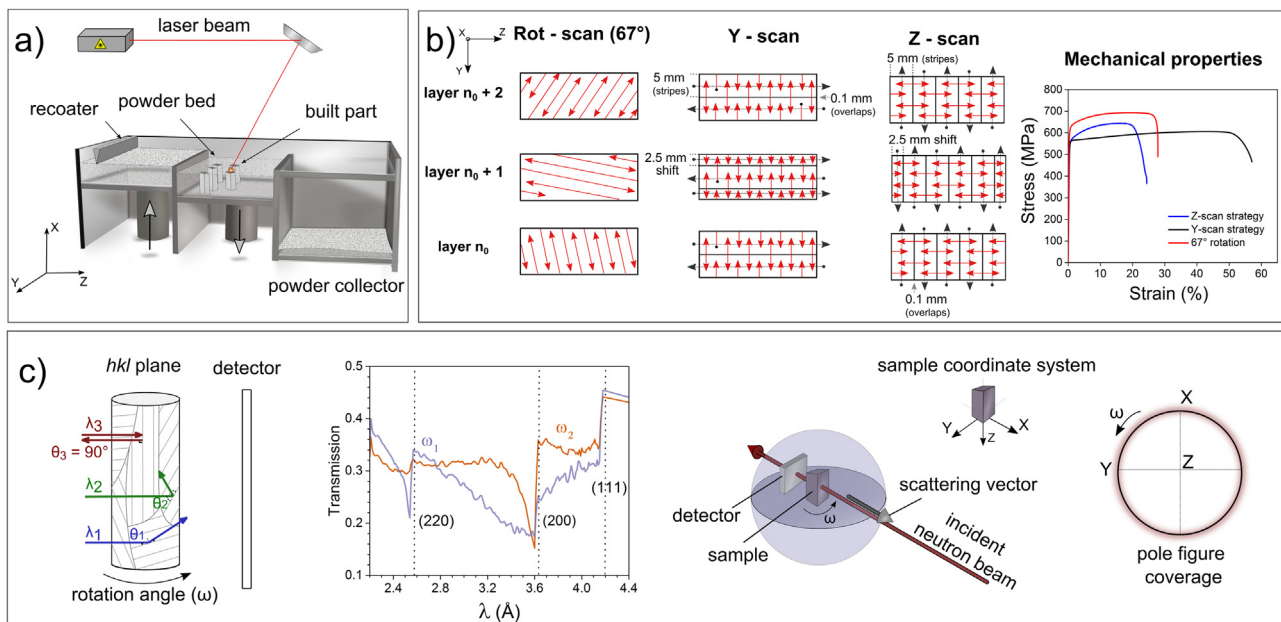 a)
laser beam
recoater
powder bed
built part
powder collector
X
Y
Z
b)
X
Z
Y
Rot - scan (67°)
Y - scan
Z - scan
Mechanical properties
layer n0 + 2
layer n0 + 1
layer n0
5 mm
(stripes)
0.1 mm
(overlaps)
2.5 mm
shift
5 mm (stripes)
2.5 mm shift
0.1 mm
(overlaps)
Stress (MPa)
800
700
600
500
400
300
200
100
0
0
10
20
30
40
50
60
Strain (%)
Z-scan strategy
Y-scan strategy
67° rotation
c)
hkl plane
detector
λ3
θ3 = 90°
λ2
θ2
λ1
θ1
rotation angle (ω)
Transmission
0.5
0.4
0.3
0.2
0.1
ω1
ω2
(220)
(200)
(111)
2.4
2.8
3.2
3.6
4.0
4.4
λ (Å)
sample coordinate system
Y
Z
X
detector
sample
ω
scattering vector
incident
neutron beam
ω
X
Y
Z
pole figure
coverage